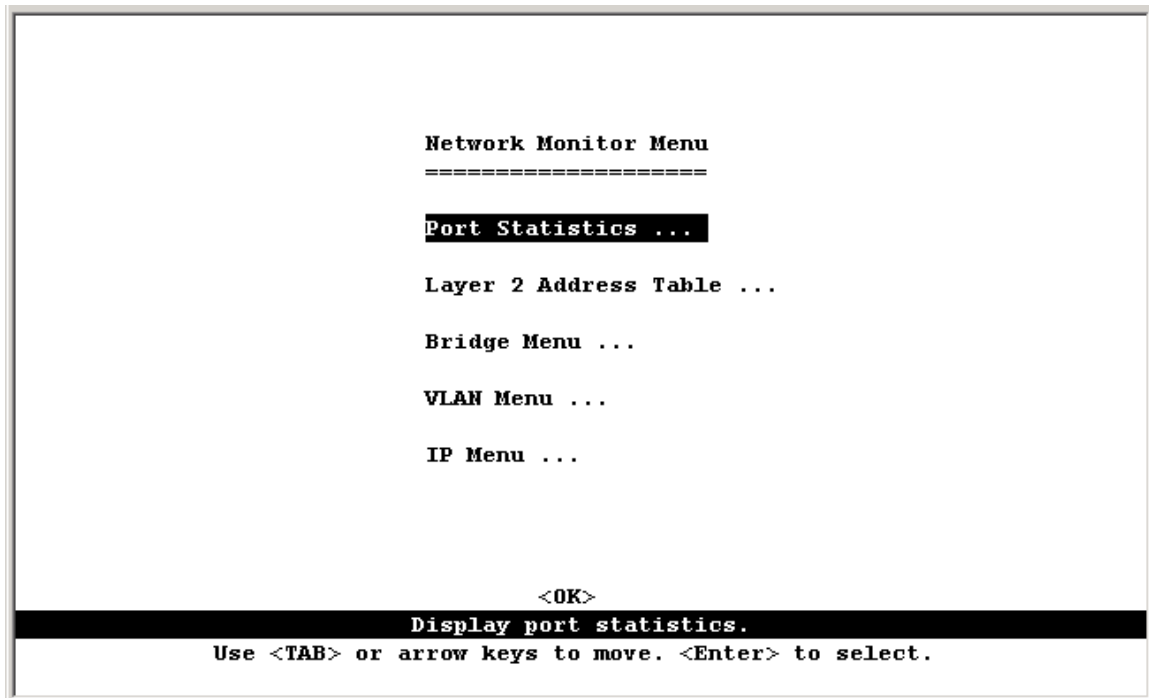 Network Monitor Menu
====================
Port Statistics ...
Layer 2 Address Table ...
Bridge Menu ...
VLAN Menu ...
IP Menu ...
<OK>
Display port statistics.
Use <TAB> or arrow keys to move. <Enter> to select.